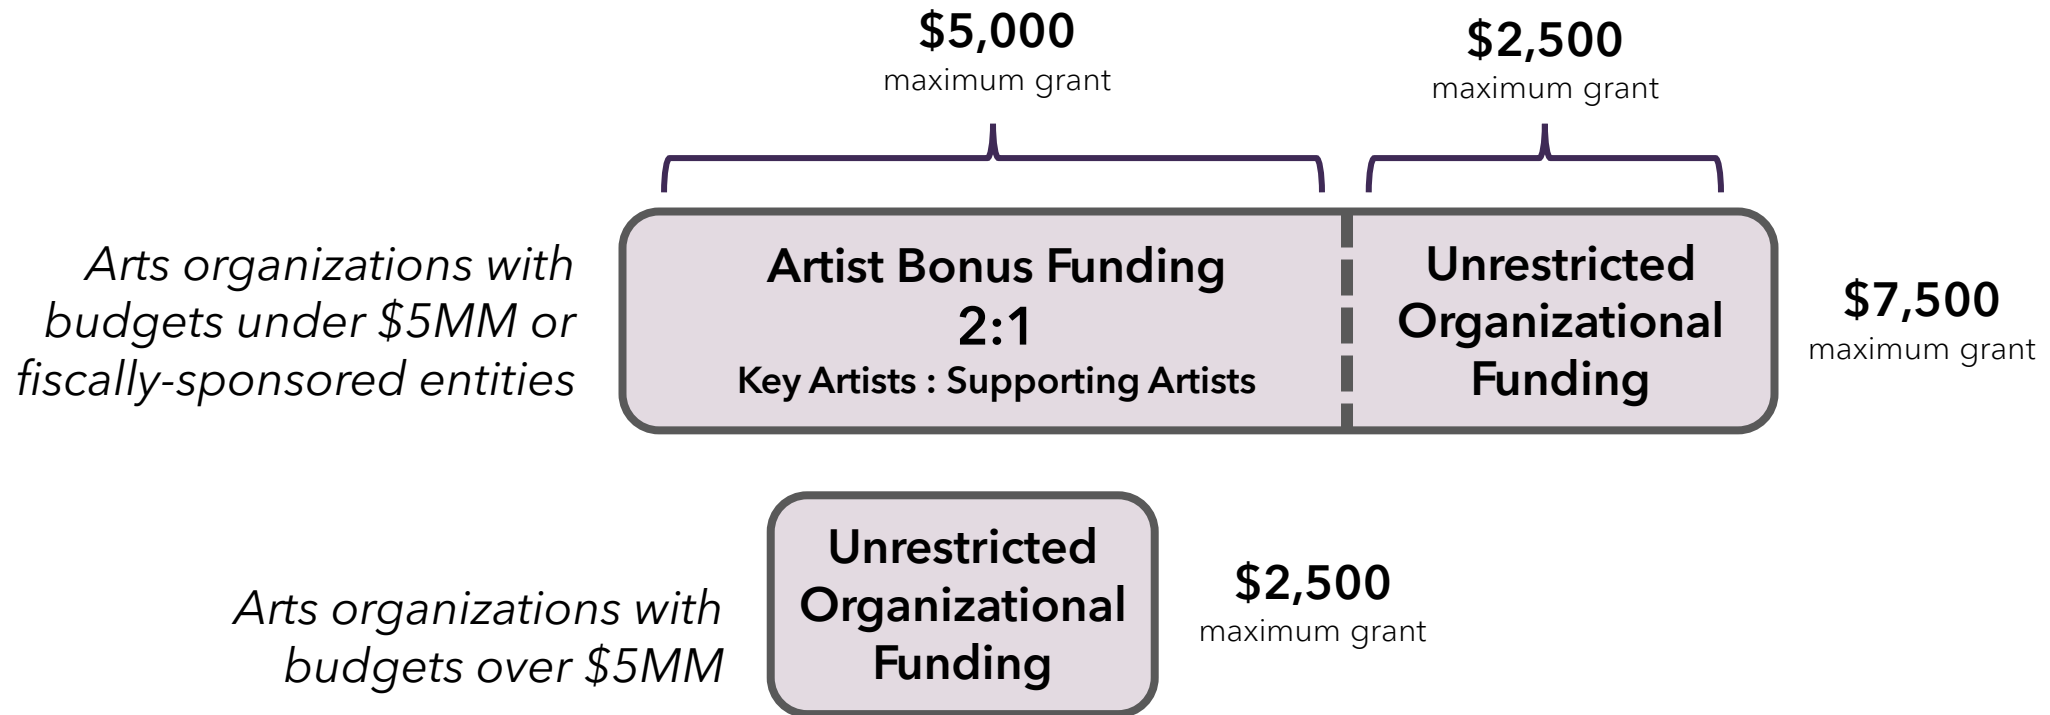 $5,000
maximum grant
$2,500
maximum grant
Arts organizations with
budgets under $5MM or
fiscally-sponsored entities
Artist Bonus Funding
2:1
Key Artists : Supporting Artists
Unrestricted
Organizational
Funding
$7,500
maximum grant
Arts organizations with
budgets over $5MM
Unrestricted
Organizational
Funding
$2,500
maximum grant